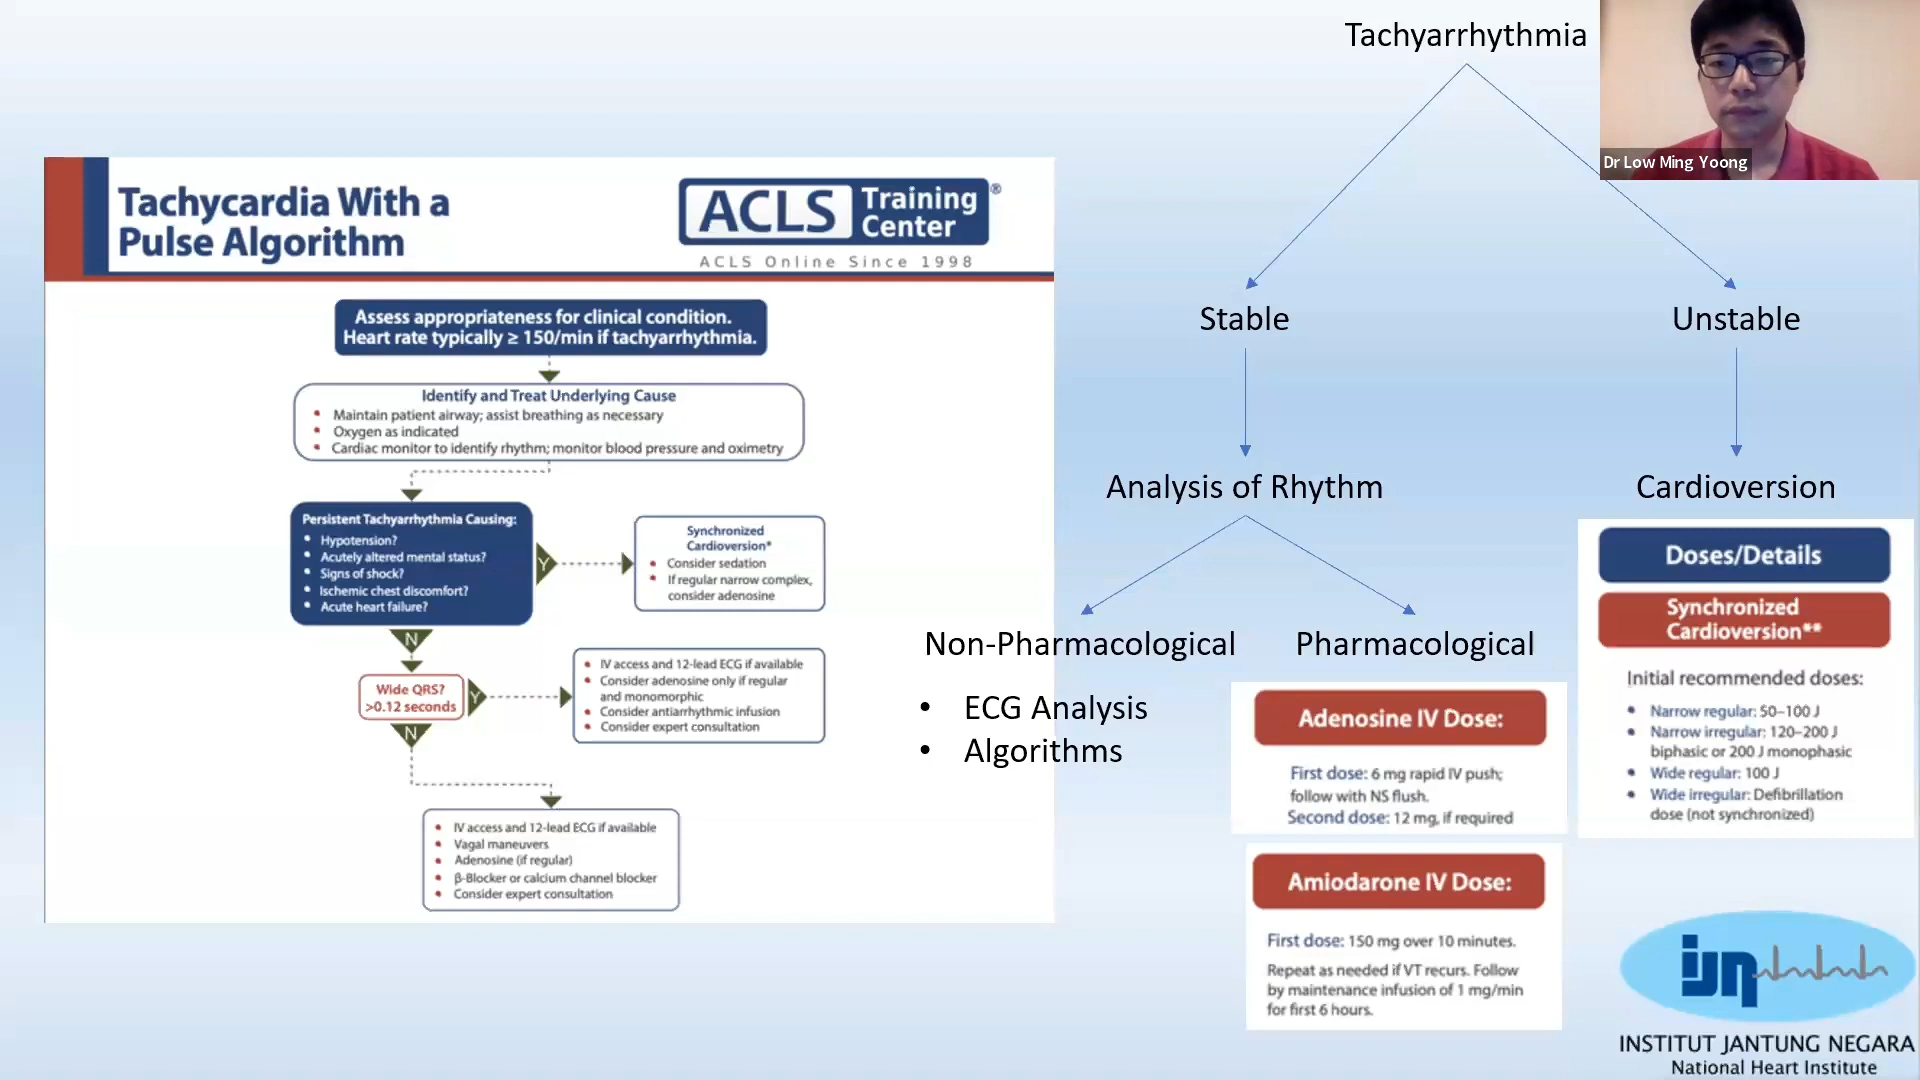 Tachyarrhythmia
Dr Low Ming Yoong
Tachycardia With a
Pulse Algorithm
ACLS Training Center®
ACLS Online Since 1998
Assess appropriateness for clinical condition.
Heart rate typically ≥ 150/min if tachyarrhythmia.
Identify and Treat Underlying Cause
• Maintain patient airway; assist breathing as necessary
• Oxygen as indicated
• Cardiac monitor to identify rhythm; monitor blood pressure and oximetry
Persistent Tachyarrhythmia Causing:
• Hypotension?
• Acutely altered mental status?
• Signs of shock?
• Ischemic chest discomfort?
• Acute heart failure?
Y
Synchronized
Cardioversion*
• Consider sedation
• If regular narrow complex,
consider adenosine
N
Wide QRS?
>0.12 seconds
Y
• IV access and 12-lead ECG if available
• Consider adenosine only if regular
and monomorphic
• Consider antiarrhythmic infusion
• Consider expert consultation
N
• IV access and 12-lead ECG if available
• Vagal maneuvers
• Adenosine (if regular)
• β-Blocker or calcium channel blocker
• Consider expert consultation
Stable
Unstable
Analysis of Rhythm
Cardioversion
Non-Pharmacological
• ECG Analysis
• Algorithms
Pharmacological
Adenosine IV Dose:
First dose: 6 mg rapid IV push;
follow with NS flush.
Second dose: 12 mg, if required
Amiodarone IV Dose:
First dose: 150 mg over 10 minutes.
Repeat as needed if VT recurs. Follow
by maintenance infusion of 1 mg/min
for first 6 hours.
Doses/Details
Synchronized
Cardioversion**
Initial recommended doses:
• Narrow regular: 50–100 J
• Narrow irregular: 120–200 J
biphasic or 200 J monophasic
• Wide regular: 100 J
• Wide irregular: Defibrillation
dose (not synchronized)
ijn
INSTITUT JANTUNG NEGARA
National Heart Institute